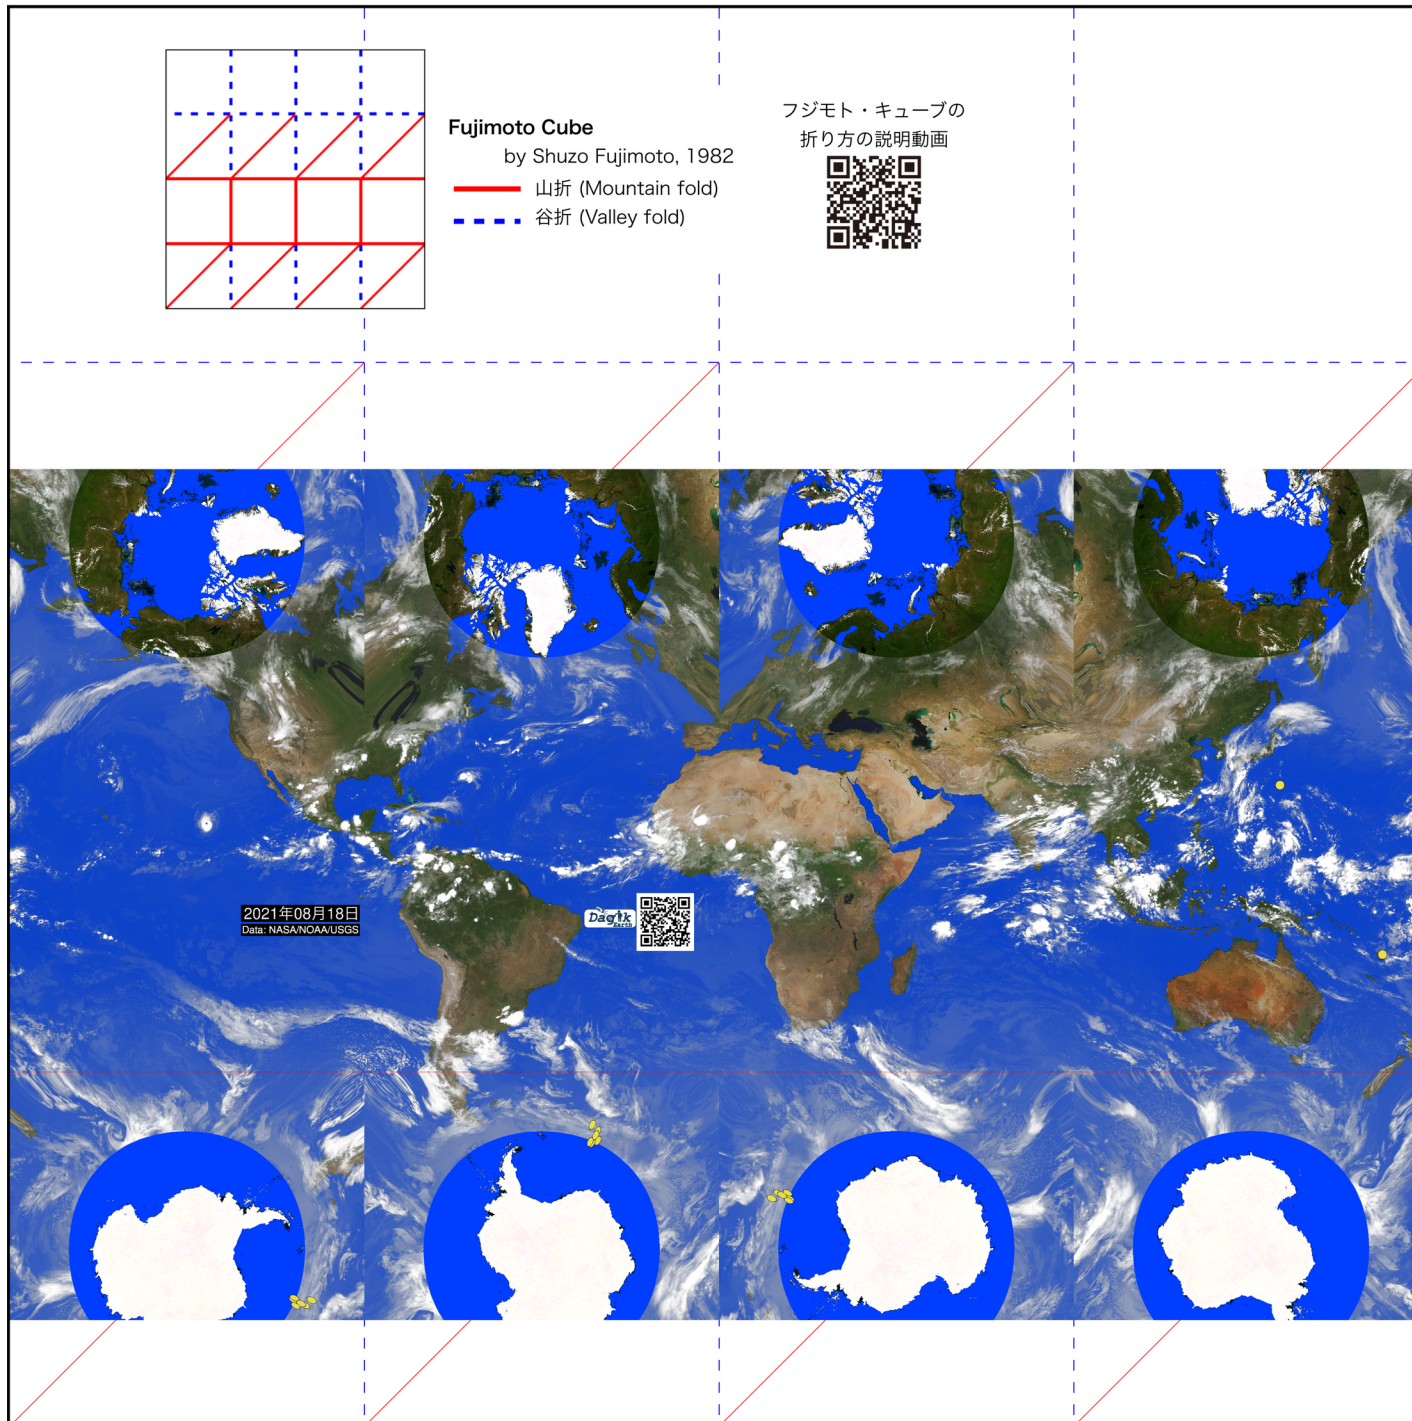 Fujimoto Cube
by Shuzo Fujimoto, 1982
山折 (Mountain fold)
谷折 (Valley fold)
フジモト・キューブの
折り方の説明動画
2021年08月18日
Data: NASA/NOAA/USGS
Dagik
Earth